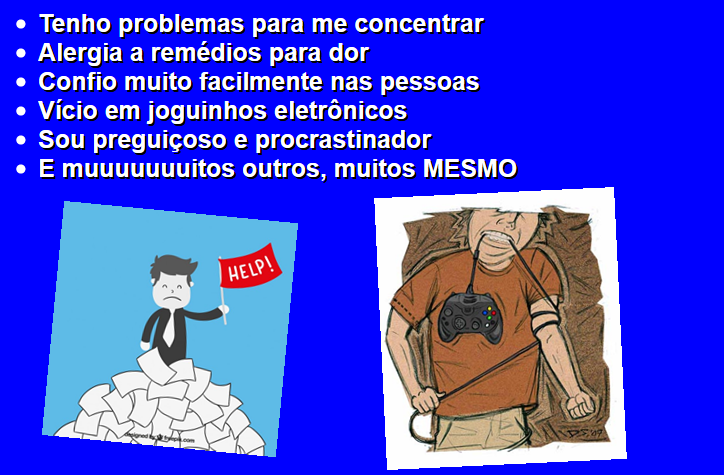 Tenho problemas para me concentrar
Alergia a remédios para dor
Confio muito facilmente nas pessoas
Vício em joguinhos eletrônicos
Sou preguiçoso e procrastinador
E muuuuuuuitos outros, muitos MESMO
HELP!
designed by freepik.com